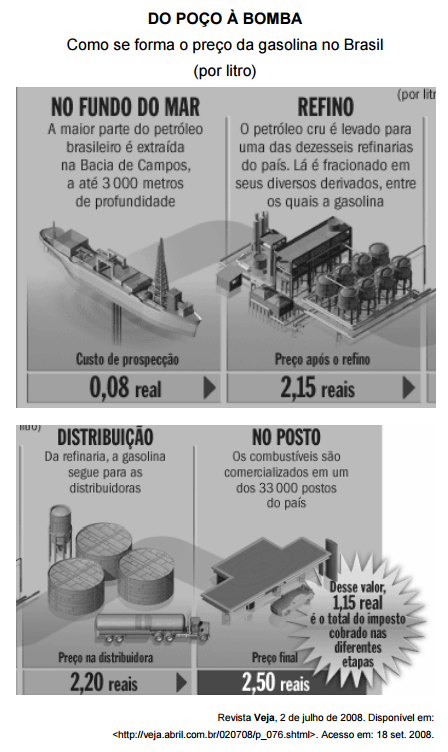 DO POÇO À BOMBA
Como se forma o preço da gasolina no Brasil
(por litro)
NO FUNDO DO MAR
A maior parte do petróleo
brasileiro é extraída
na Bacia de Campos,
a até 3 000 metros
de profundidade
Custo de prospecção
0,08 real
(por litr
REFINO
O petróleo cru é levado para
uma das dezesseis refinarias
do país. Lá é fracionado em
seus diversos derivados, entre
os quais a gasolina
Preço após o refino
2,15 reais
litro)
DISTRIBUIÇÃO
Da refinaria, a gasolina
segue para as
distribuidoras
Preço na distribuidora
2,20 reais
NO POSTO
Os combustíveis são
comercializados em um
dos 33 000 postos
do país
Preço final
2,50 reais
Desse valor,
1,15 real
é o total do imposto
cobrado nas
diferentes
etapas
Revista Veja, 2 de julho de 2008. Disponível em:
<http://veja.abril.com.br/020708/p_076.shtml>. Acesso em: 18 set. 2008.